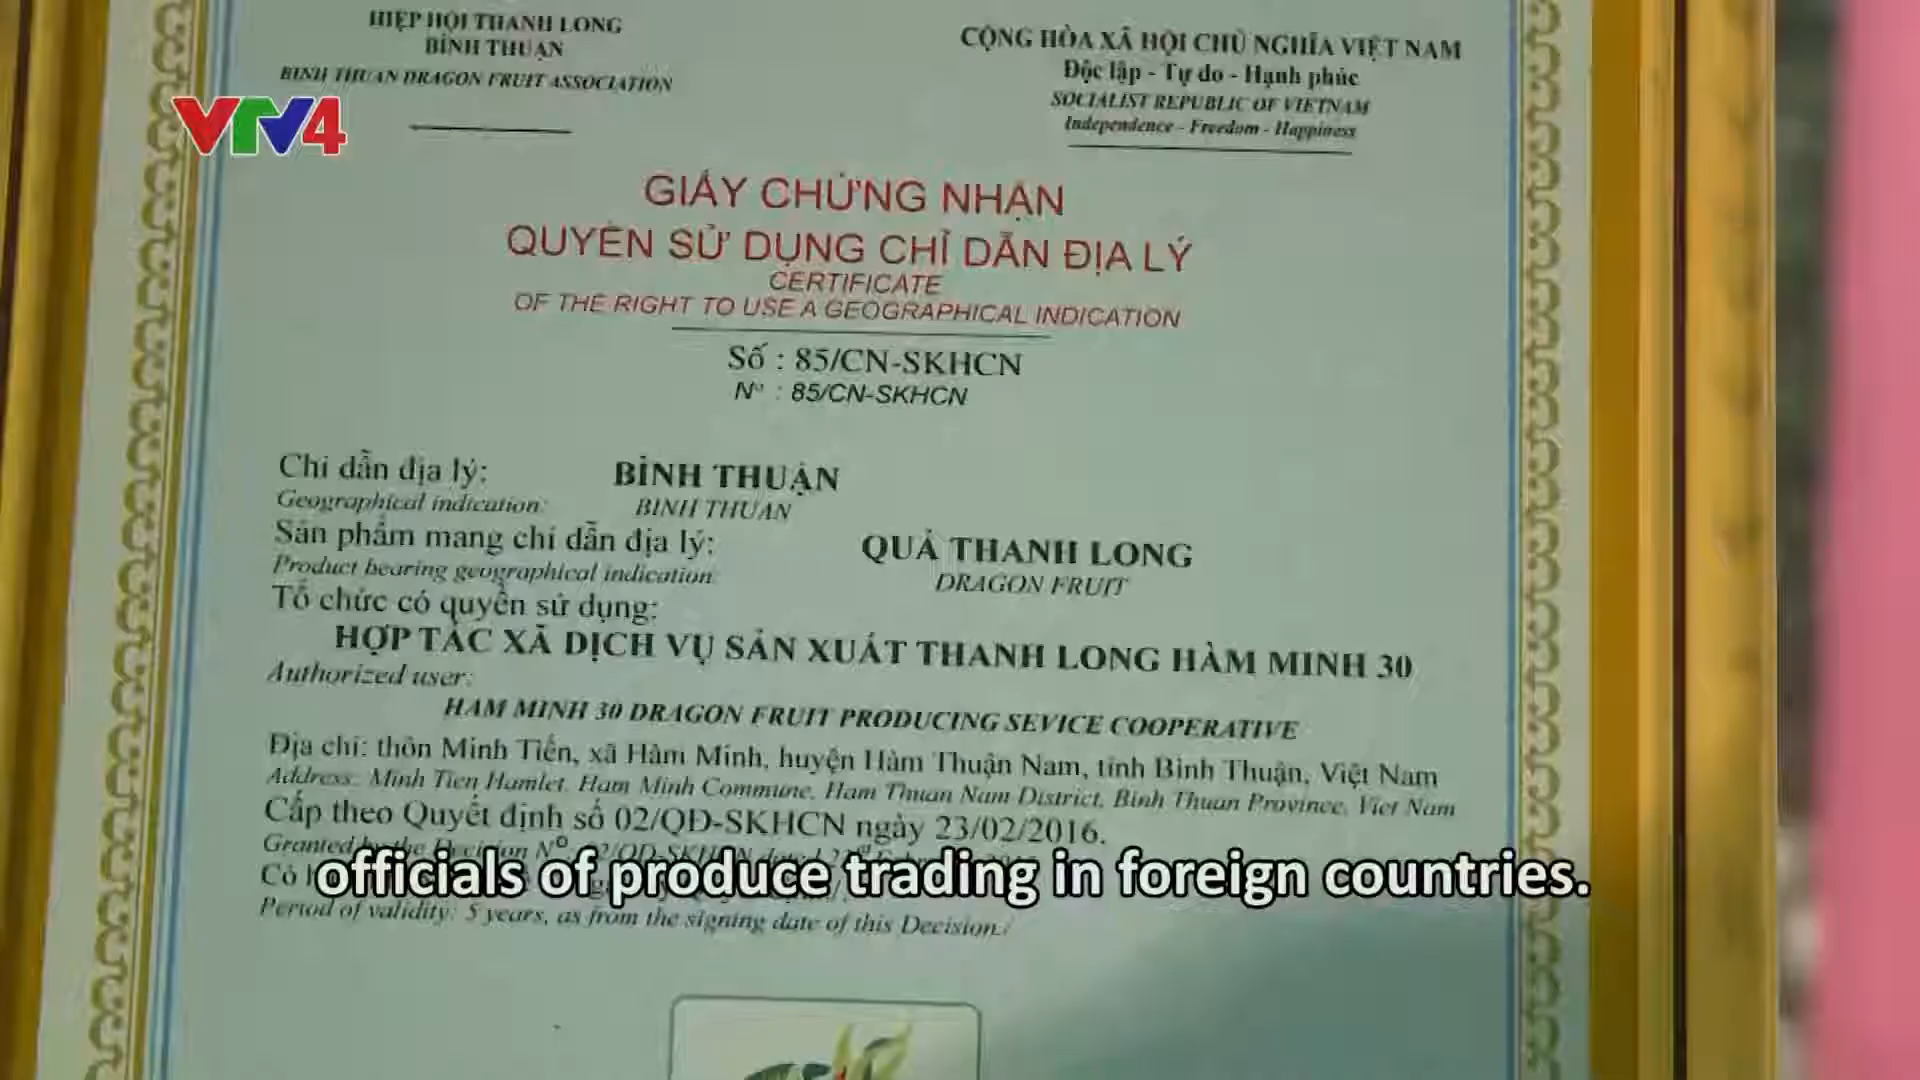 HIỆP HỘI THANH LONG
BÌNH THUẬN
BINH THUAN DRAGON FRUIT ASSOCIATION
CỘNG HÒA XÃ HỘI CHỦ NGHĨA VIỆT NAM
Độc lập - Tự do - Hạnh phúc
SOCIALIST REPUBLIC OF VIETNAM
Independence - Freedom - Happiness
VTV4
GIẤY CHỨNG NHẬN
QUYỀN SỬ DỤNG CHỈ DẪN ĐỊA LÝ
CERTIFICATE
OF THE RIGHT TO USE A GEOGRAPHICAL INDICATION
Số : 85/CN-SKHCN
Nº : 85/CN-SKHCN
Chỉ dẫn địa lý: BÌNH THUẬN
Geographical indication: BINH THUAN
Sản phẩm mang chỉ dẫn địa lý: QUẢ THANH LONG
Product bearing geographical indication: DRAGON FRUIT
Tổ chức có quyền sử dụng:
HỢP TÁC XÃ DỊCH VỤ SẢN XUẤT THANH LONG HÀM MINH 30
Authorized user:
HAM MINH 30 DRAGON FRUIT PRODUCING SEVICE COOPERATIVE
Địa chỉ: thôn Minh Tiến, xã Hàm Minh, huyện Hàm Thuận Nam, tỉnh Bình Thuận, Việt Nam
Address: Minh Tien Hamlet, Ham Minh Commune, Ham Thuan Nam District, Binh Thuan Province, Viet Nam
Cấp theo Quyết định số 02/QĐ-SKHCN ngày 23/02/2016.
Granted by the Decision Nº: 02/QD-SKHCN
officials of produce trading in foreign countries.
Period of validity: 5 years, as from the signing date of this Decision./